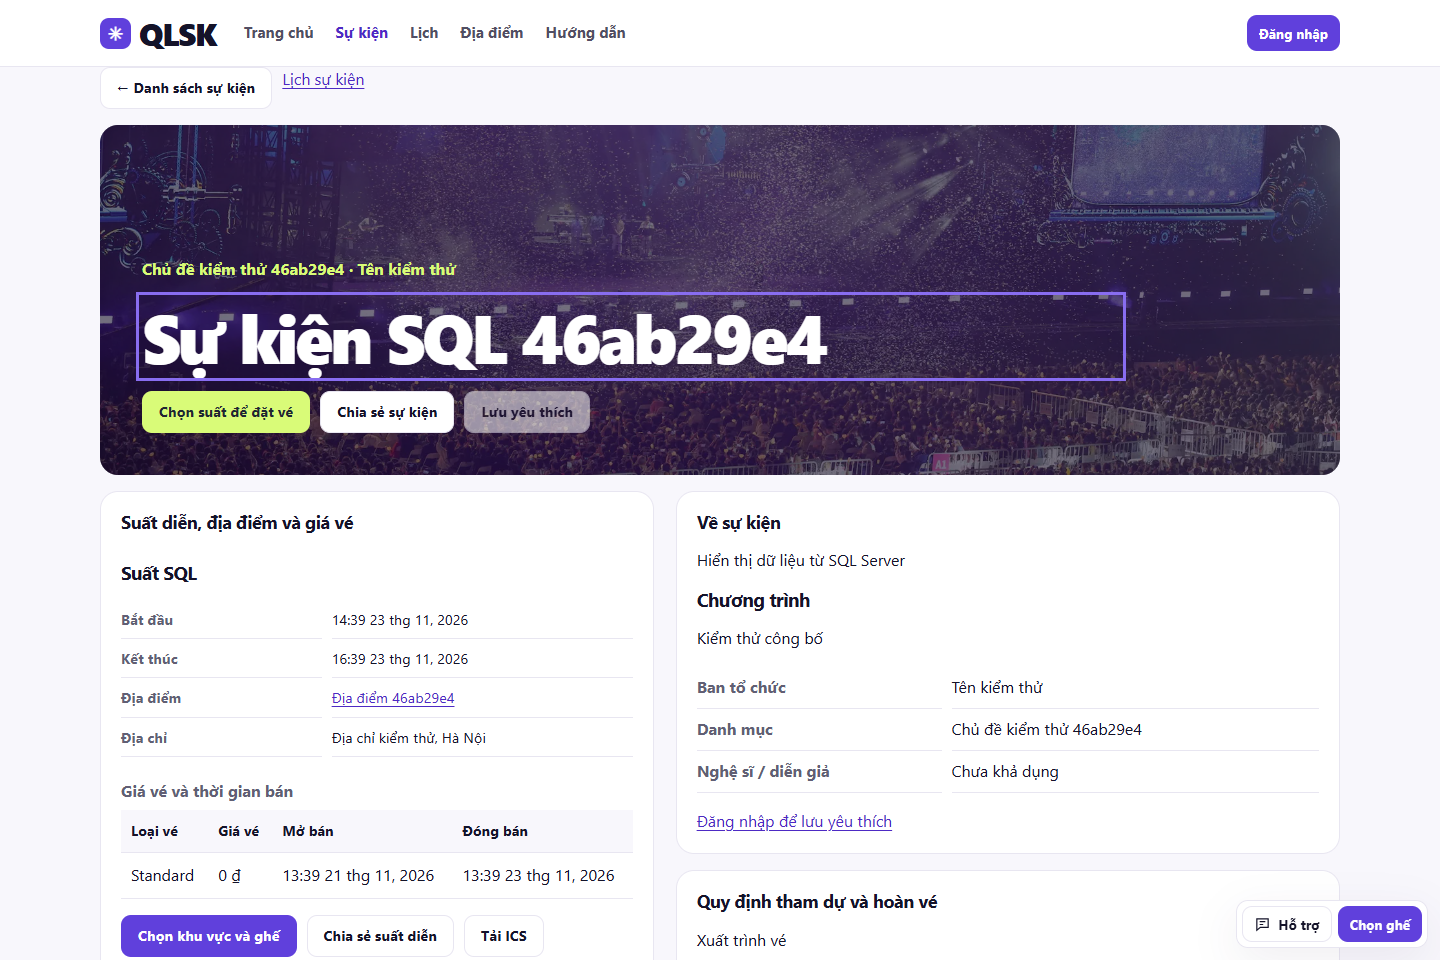 QLSK
Trang chủ
Sự kiện
Lịch
Địa điểm
Hướng dẫn
Đăng nhập
← Danh sách sự kiện
Lịch sự kiện
Chủ đề kiểm thử 46ab29e4 · Tên kiểm thử
Sự kiện SQL 46ab29e4
Chọn suất để đặt vé
Chia sẻ sự kiện
Lưu yêu thích
Suất diễn, địa điểm và giá vé
Suất SQL
Bắt đầu 14:39 23 thg 11, 2026
Kết thúc 16:39 23 thg 11, 2026
Địa điểm Địa điểm 46ab29e4
Địa chỉ Địa chỉ kiểm thử, Hà Nội
Giá vé và thời gian bán
Loại vé Giá vé Mở bán Đóng bán
Standard 0 ₫ 13:39 21 thg 11, 2026 13:39 23 thg 11, 2026
Chọn khu vực và ghế
Chia sẻ suất diễn
Tải ICS
Về sự kiện
Hiển thị dữ liệu từ SQL Server
Chương trình
Kiểm thử công bố
Ban tổ chức Tên kiểm thử
Danh mục Chủ đề kiểm thử 46ab29e4
Nghệ sĩ / diễn giả Chưa khả dụng
Đăng nhập để lưu yêu thích
Quy định tham dự và hoàn vé
Xuất trình vé
Hỗ trợ
Chọn ghế